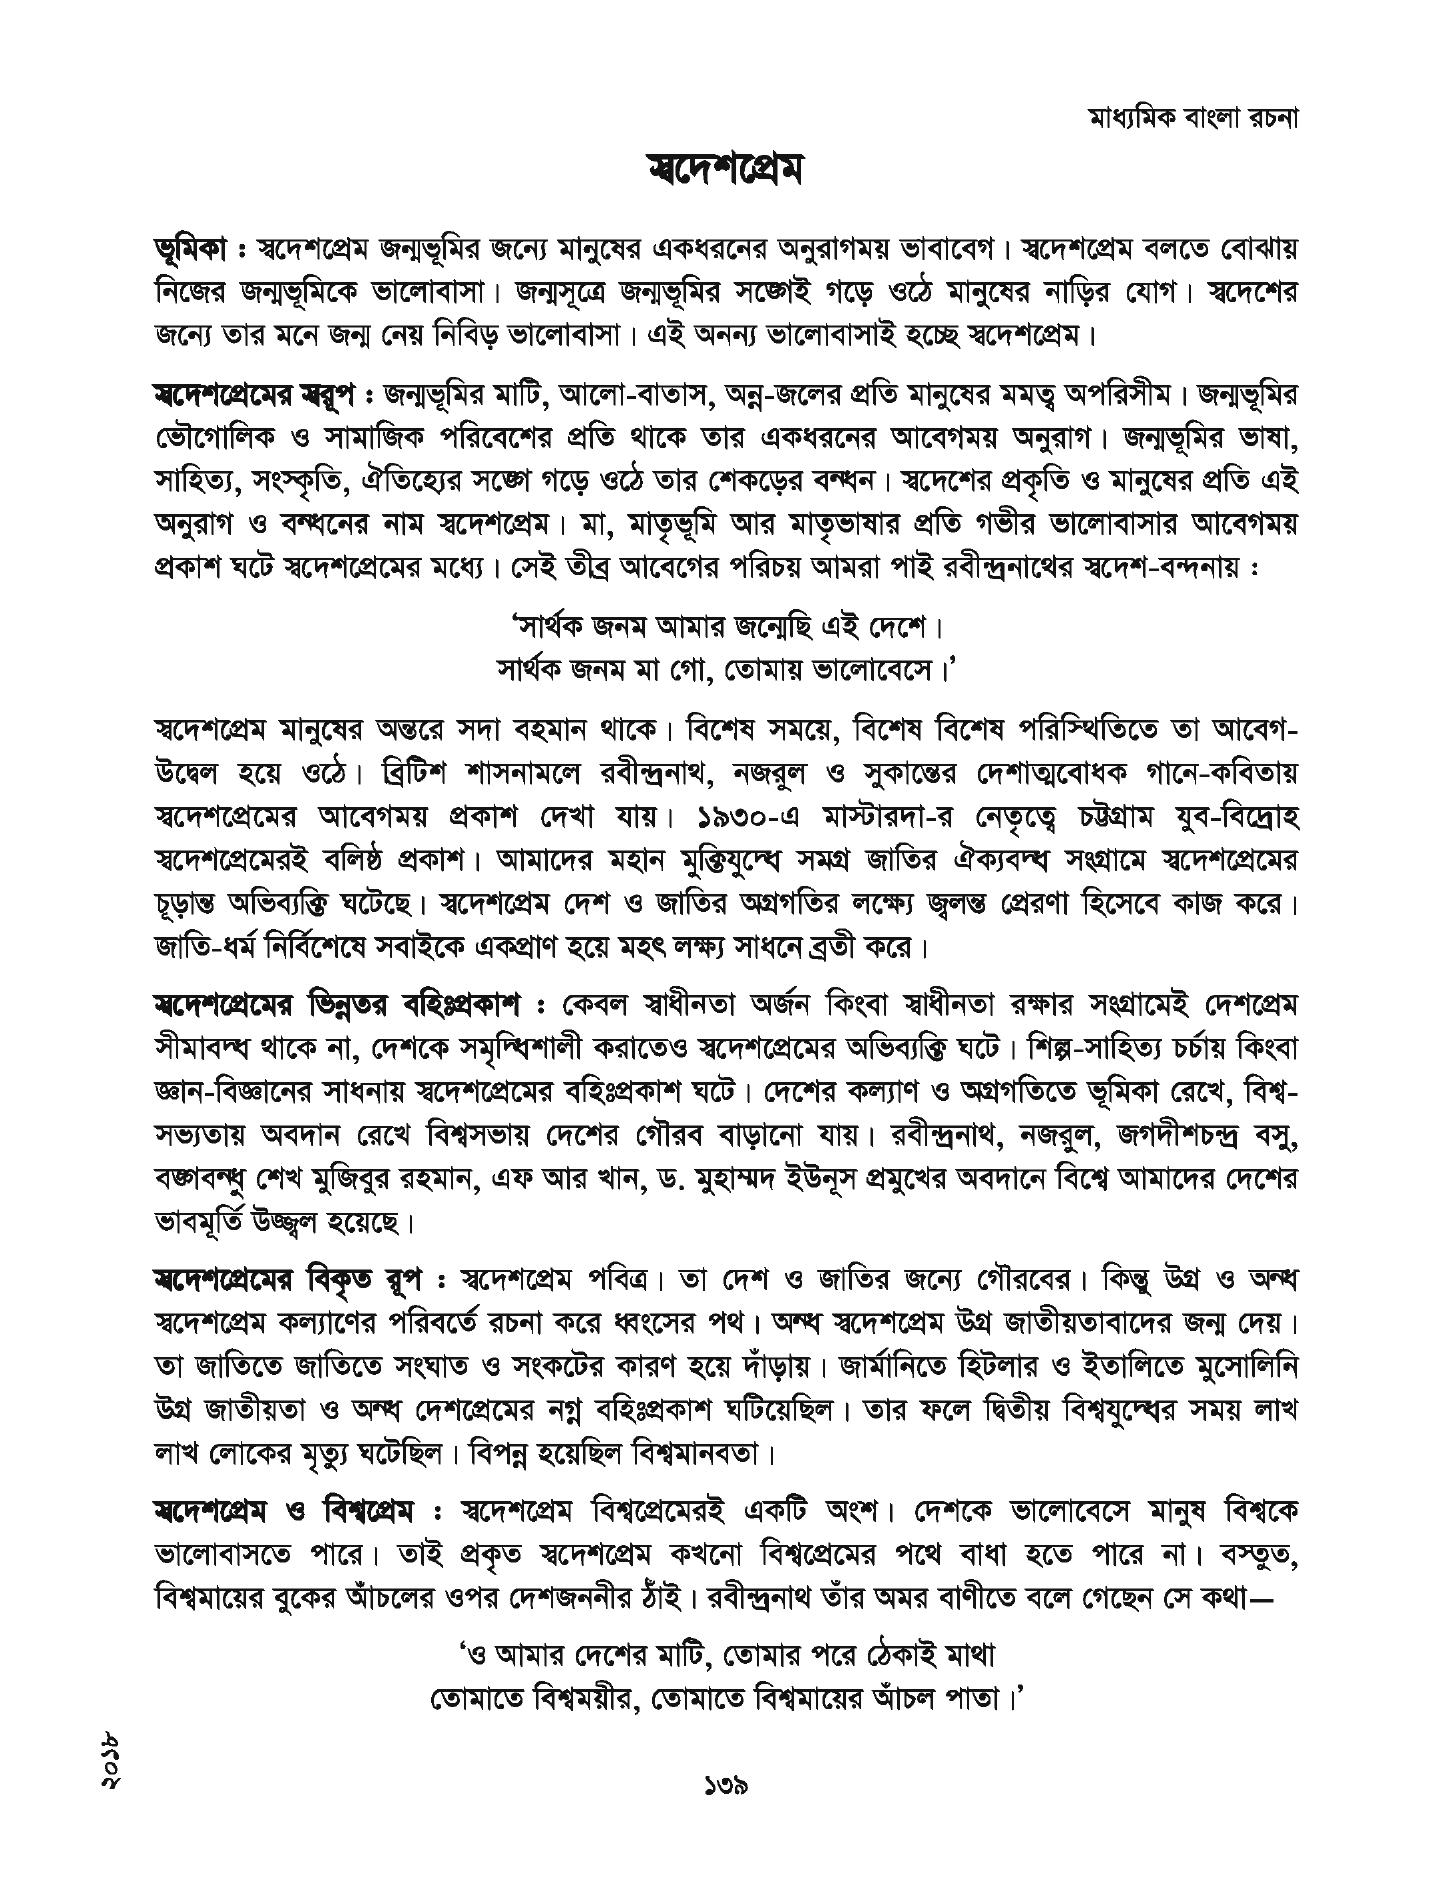 মাধ্যমিক বাংলা রচনা
স্বদেশপ্রেম
ভূমিকা : স্বদেশপ্রেম জন্মভূমির জন্যে মানুষের একধরনের অনুরাগময় ভাবাবেগ। স্বদেশপ্রেম বলতে বোঝায়
নিজের জন্মভূমিকে ভালোবাসা। জন্মসূত্রে জন্মভূমির সঙ্গেই গড়ে ওঠে মানুষের নাড়ির যোগ। স্বদেশের
জন্যে তার মনে জন্ম নেয় নিবিড় ভালোবাসা। এই অনন্য ভালোবাসাই হচ্ছে স্বদেশপ্রেম।
স্বদেশপ্রেমের স্বরূপ : জন্মভূমির মাটি, আলো-বাতাস, অন্ন-জলের প্রতি মানুষের মমত্ব অপরিসীম। জন্মভূমির
ভৌগোলিক ও সামাজিক পরিবেশের প্রতি থাকে তার একধরনের আবেগময় অনুরাগ। জন্মভূমির ভাষা,
সাহিত্য, সংস্কৃতি, ঐতিহ্যের সঙ্গে গড়ে ওঠে তার শেকড়ের বন্ধন। স্বদেশের প্রকৃতি ও মানুষের প্রতি এই
অনুরাগ ও বন্ধনের নাম স্বদেশপ্রেম। মা, মাতৃভূমি আর মাতৃভাষার প্রতি গভীর ভালোবাসার আবেগময়
প্রকাশ ঘটে স্বদেশপ্রেমের মধ্যে। সেই তীব্র আবেগের পরিচয় আমরা পাই রবীন্দ্রনাথের স্বদেশ-বন্দনায় :
‘সার্থক জনম আমার জন্মেছি এই দেশে।
সার্থক জনম মা গো, তোমায় ভালোবেসে।’
স্বদেশপ্রেম মানুষের অন্তরে সদা বহমান থাকে। বিশেষ সময়ে, বিশেষ বিশেষ পরিস্থিতিতে তা আবেগ-
উদ্বেল হয়ে ওঠে। ব্রিটিশ শাসনামলে রবীন্দ্রনাথ, নজরুল ও সুকান্তের দেশাত্মবোধক গানে-কবিতায়
স্বদেশপ্রেমের আবেগময় প্রকাশ দেখা যায়। ১৯৩০-এ মাস্টারদা-র নেতৃত্বে চট্টগ্রাম যুব-বিদ্রোহ
স্বদেশপ্রেমেরই বলিষ্ঠ প্রকাশ। আমাদের মহান মুক্তিযুদ্ধে সমগ্র জাতির ঐক্যবদ্ধ সংগ্রামে স্বদেশপ্রেমের
চূড়ান্ত অভিব্যক্তি ঘটেছে। স্বদেশপ্রেম দেশ ও জাতির অগ্রগতির লক্ষ্যে জ্বলন্ত প্রেরণা হিসেবে কাজ করে।
জাতি-ধর্ম নির্বিশেষে সবাইকে একপ্রাণ হয়ে মহৎ লক্ষ্য সাধনে ব্রতী করে।
স্বদেশপ্রেমের ভিন্নতর বহিঃপ্রকাশ : কেবল স্বাধীনতা অর্জন কিংবা স্বাধীনতা রক্ষার সংগ্রামেই দেশপ্রেম
সীমাবদ্ধ থাকে না, দেশকে সমৃদ্ধিশালী করাতেও স্বদেশপ্রেমের অভিব্যক্তি ঘটে। শিল্প-সাহিত্য চর্চায় কিংবা
জ্ঞান-বিজ্ঞানের সাধনায় স্বদেশপ্রেমের বহিঃপ্রকাশ ঘটে। দেশের কল্যাণ ও অগ্রগতিতে ভূমিকা রেখে, বিশ্ব-
সভ্যতায় অবদান রেখে বিশ্বসভায় দেশের গৌরব বাড়ানো যায়। রবীন্দ্রনাথ, নজরুল, জগদীশচন্দ্র বসু,
বঙ্গবন্ধু শেখ মুজিবুর রহমান, এফ আর খান, ড. মুহাম্মদ ইউনূস প্রমুখের অবদানে বিশ্বে আমাদের দেশের
ভাবমূর্তি উজ্জ্বল হয়েছে।
স্বদেশপ্রেমের বিকৃত রূপ : স্বদেশপ্রেম পবিত্র। তা দেশ ও জাতির জন্যে গৌরবের। কিন্তু উগ্র ও অন্ধ
স্বদেশপ্রেম কল্যাণের পরিবর্তে রচনা করে ধ্বংসের পথ। অন্ধ স্বদেশপ্রেম উগ্র জাতীয়তাবাদের জন্ম দেয়।
তা জাতিতে জাতিতে সংঘাত ও সংকটের কারণ হয়ে দাঁড়ায়। জার্মানিতে হিটলার ও ইতালিতে মুসোলিনি
উগ্র জাতীয়তা ও অন্ধ দেশপ্রেমের নগ্ন বহিঃপ্রকাশ ঘটিয়েছিল। তার ফলে দ্বিতীয় বিশ্বযুদ্ধের সময় লাখ
লাখ লোকের মৃত্যু ঘটেছিল। বিপন্ন হয়েছিল বিশ্বমানবতা।
স্বদেশপ্রেম ও বিশ্বপ্রেম : স্বদেশপ্রেম বিশ্বপ্রেমেরই একটি অংশ। দেশকে ভালোবেসে মানুষ বিশ্বকে
ভালোবাসতে পারে। তাই প্রকৃত স্বদেশপ্রেম কখনো বিশ্বপ্রেমের পথে বাধা হতে পারে না। বস্তুত,
বিশ্বমায়ের বুকের আঁচলের ওপর দেশজননীর ঠাঁই। রবীন্দ্রনাথ তাঁর অমর বাণীতে বলে গেছেন সে কথা—
‘ও আমার দেশের মাটি, তোমার পরে ঠেকাই মাথা
তোমাতে বিশ্বময়ীর, তোমাতে বিশ্বমায়ের আঁচল পাতা।’
২০১৮
১৩৯